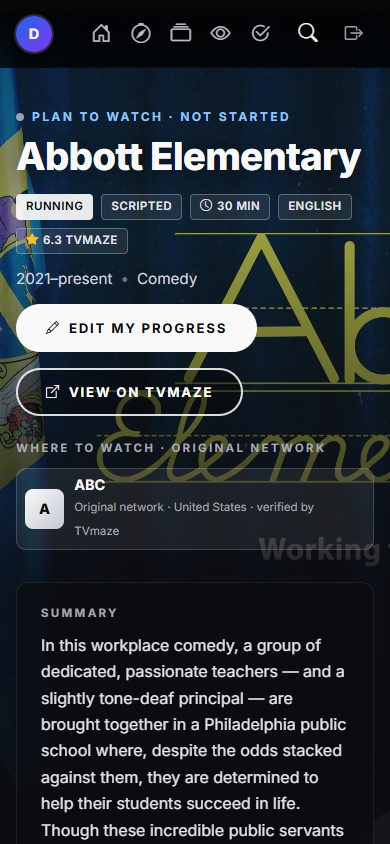 D
PLAN TO WATCH · NOT STARTED
Abbott Elementary
RUNNING SCRIPTED 30 MIN ENGLISH
6.3 TVMAZE
2021–present • Comedy
EDIT MY PROGRESS
VIEW ON TVMAZE
Ab
Eleme
WHERE TO WATCH · ORIGINAL NETWORK
A
ABC
Original network · United States · verified by
TVmaze
Working
SUMMARY
In this workplace comedy, a group of
dedicated, passionate teachers — and a
slightly tone-deaf principal — are
brought together in a Philadelphia public
school where, despite the odds stacked
against them, they are determined to
help their students succeed in life.
Though these incredible public servants